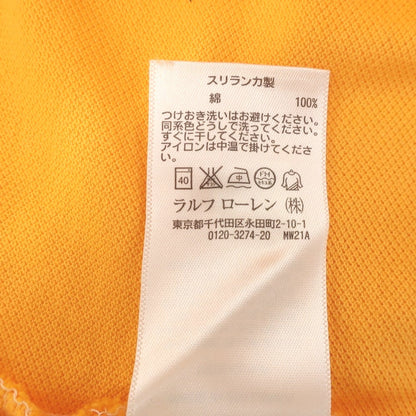 スリランカ製
綿 100%
つけおき洗いはお避けください。
同系色どうしで洗ってください。
すぐに干してください。
アイロンは中温で掛けてください。
40 中
ラルフ ローレン ㈱
東京都千代田区永田町2-10-1
0120-3274-20 MW21A